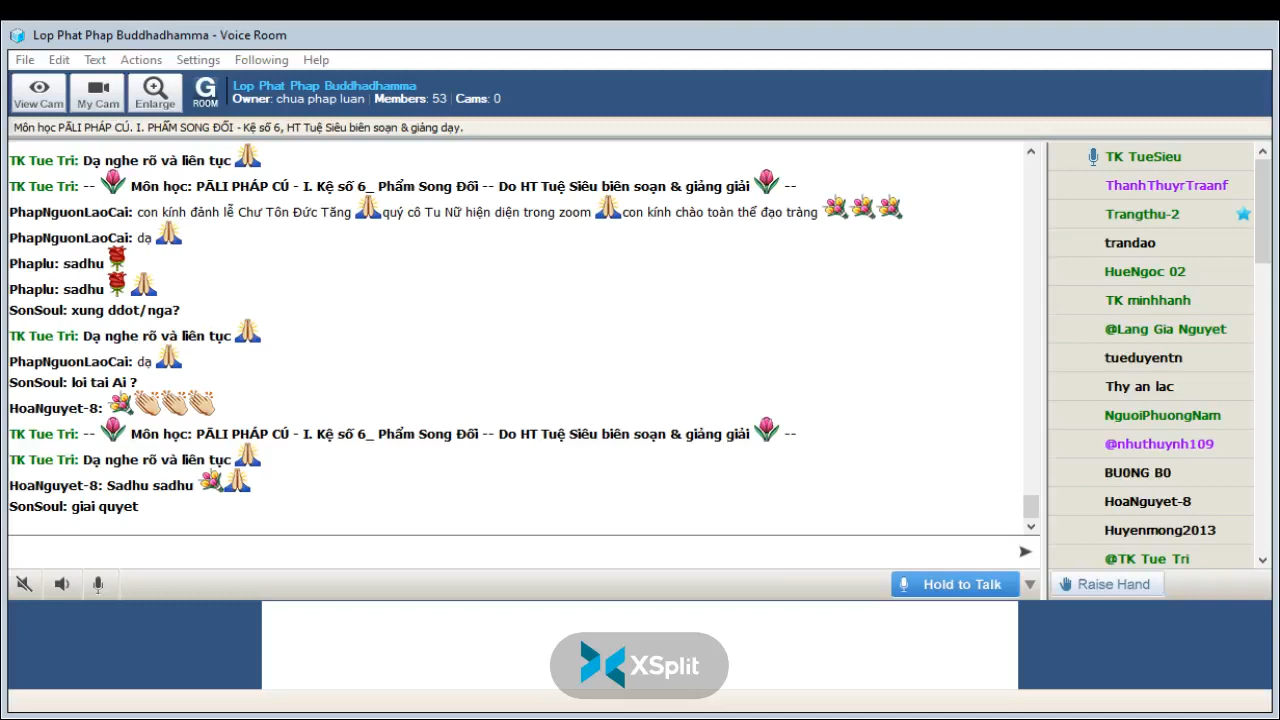 Lop Phat Phap Buddhadhamma - Voice Room
File Edit Text Actions Settings Following Help
View Cam My Cam Enlarge G ROOM
Lop Phat Phap Buddhadhamma
Owner: chua phap luan | Members: 53 | Cams: 0
Môn học PĀLI PHÁP CÚ. I. PHẨM SONG ĐỐI - Kệ số 6, HT Tuệ Siêu biên soạn & giảng dạy.
TK Tue Tri: Dạ nghe rõ và liên tục
TK Tue Tri: -- Môn học: PĀLI PHÁP CÚ - I. Kệ số 6_ Phẩm Song Đối -- Do HT Tuệ Siêu biên soạn & giảng giải --
PhapNguonLaoCai: con kính đảnh lễ Chư Tôn Đức Tăng quý cô Tu Nữ hiện diện trong zoom con kính chào toàn thể đạo tràng
PhapNguonLaoCai: dạ
Phaplu: sadhu
Phaplu: sadhu
SonSoul: xung ddot/nga?
TK Tue Tri: Dạ nghe rõ và liên tục
PhapNguonLaoCai: dạ
SonSoul: loi tai Ai ?
HoaNguyet-8:
TK Tue Tri: -- Môn học: PĀLI PHÁP CÚ - I. Kệ số 6_ Phẩm Song Đối -- Do HT Tuệ Siêu biên soạn & giảng giải --
TK Tue Tri: Dạ nghe rõ và liên tục
HoaNguyet-8: Sadhu sadhu
SonSoul: giai quyet
TK TueSieu
ThanhThuyrTraanf
Trangthu-2
trandao
HueNgoc 02
TK minhhanh
@Lang Gia Nguyet
tueduyentn
Thy an lac
NguoiPhuongNam
@nhuthuynh109
BU0NG B0
HoaNguyet-8
Huyenmong2013
@TK Tue Tri
Hold to Talk
Raise Hand
XSplit